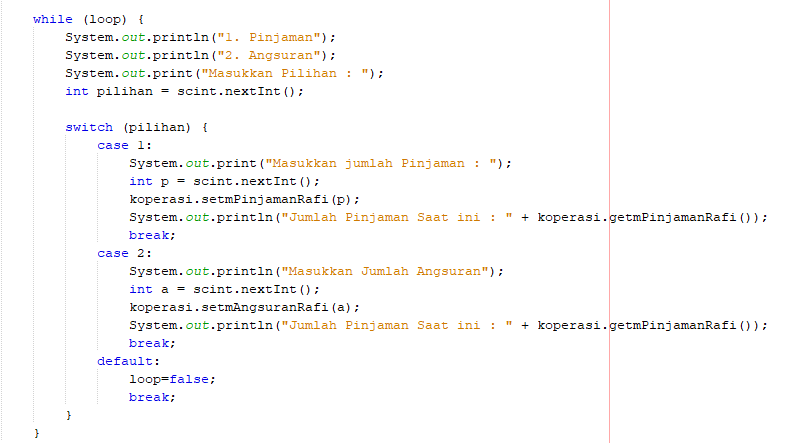 while (loop) {
System.out.println("1. Pinjaman");
System.out.println("2. Angsuran");
System.out.print("Masukkan Pilihan : ");
int pilihan = scint.nextInt();
switch (pilihan) {
case 1:
System.out.print("Masukkan jumlah Pinjaman : ");
int p = scint.nextInt();
koperasi.setmPinjamanRafi(p);
System.out.println("Jumlah Pinjaman Saat ini : " + koperasi.getmPinjamanRafi());
break;
case 2:
System.out.println("Masukkan Jumlah Angsuran");
int a = scint.nextInt();
koperasi.setmAngsuranRafi(a);
System.out.println("Jumlah Pinjaman Saat ini : " + koperasi.getmPinjamanRafi());
break;
default:
loop=false;
break;
}
}